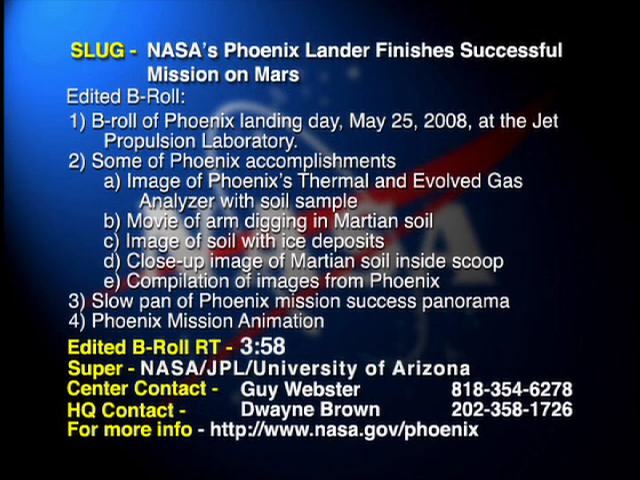 SLUG - NASA's Phoenix Lander Finishes Successful
Mission on Mars
Edited B-Roll:
1) B-roll of Phoenix landing day, May 25, 2008, at the Jet
Propulsion Laboratory.
2) Some of Phoenix accomplishments
a) Image of Phoenix's Thermal and Evolved Gas
Analyzer with soil sample
b) Movie of arm digging in Martian soil
c) Image of soil with ice deposits
d) Close-up image of Martian soil inside scoop
e) Compilation of images from Phoenix
3) Slow pan of Phoenix mission success panorama
4) Phoenix Mission Animation
Edited B-Roll RT - 3:58
Super - NASA/JPL/University of Arizona
Center Contact - Guy Webster 818-354-6278
HQ Contact - Dwayne Brown 202-358-1726
For more info - http://www.nasa.gov/phoenix